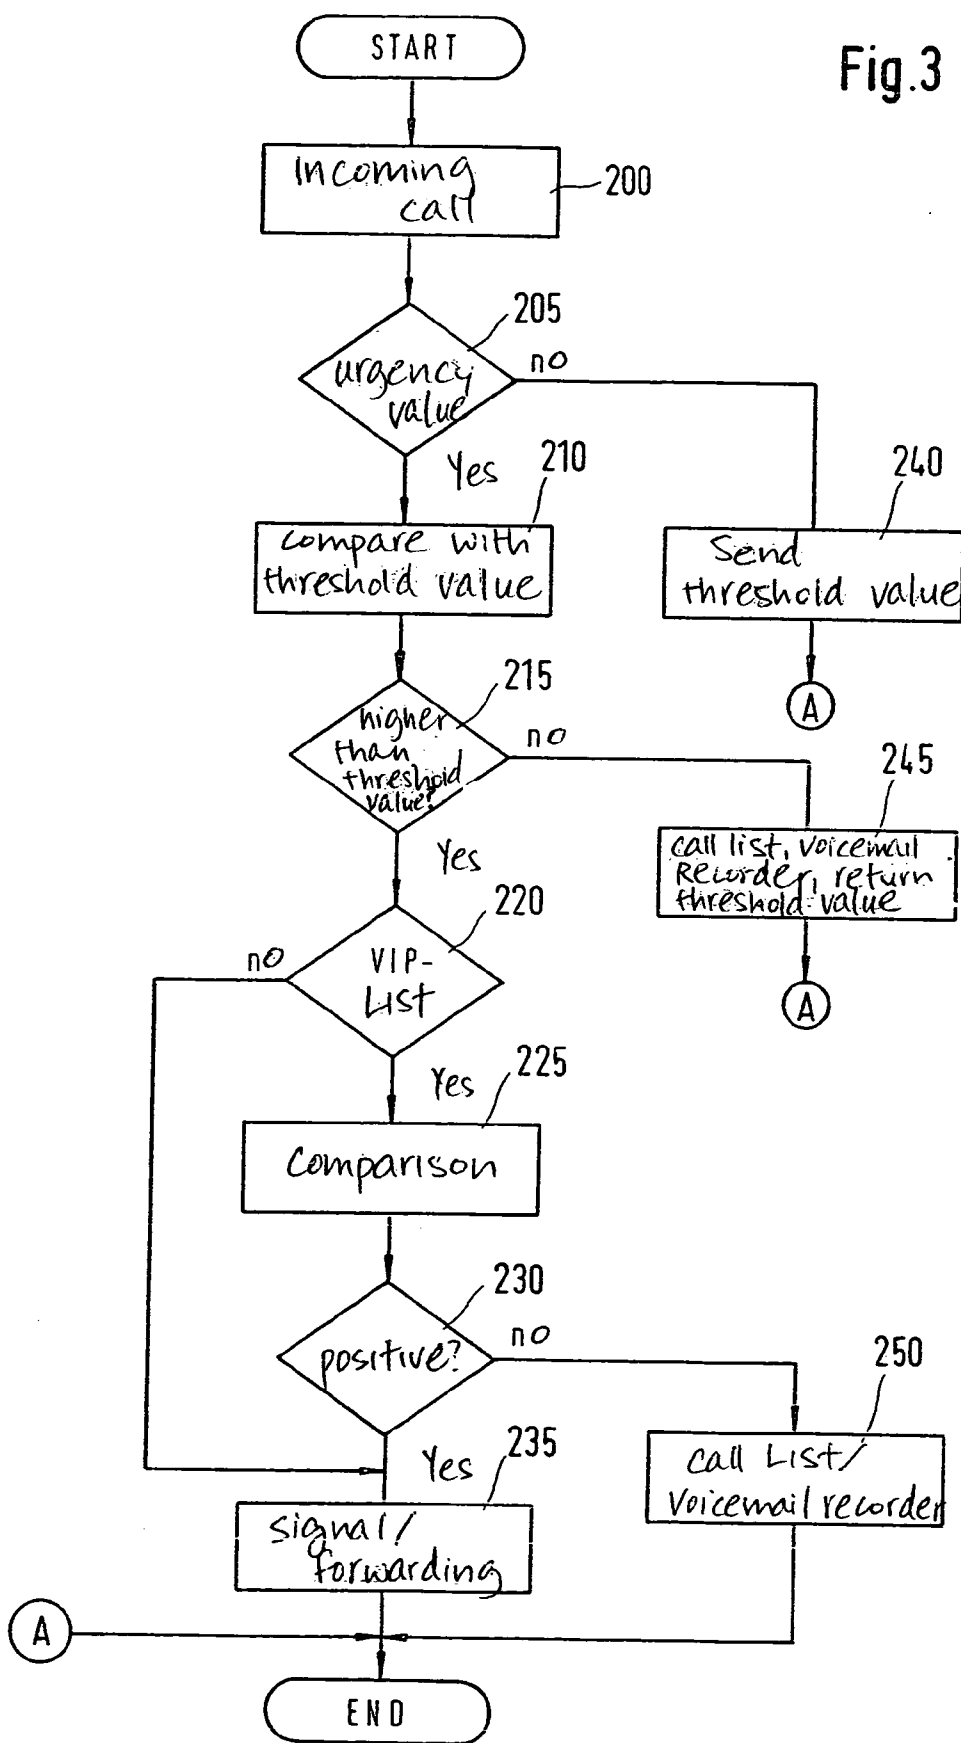 START
Fig.3
Incoming
call
200
205
urgency
value
no
Yes
210
compare with
threshold value
240
Send
threshold value
A
215
higher
than
threshold
value?
no
Yes
245
call list, voicemail
Recorder, return
threshold value
A
220
no
VIP-
List
Yes
225
Comparison
230
positive?
no
Yes
235
signal/
forwarding
250
call List/
Voicemail recorder
A
END